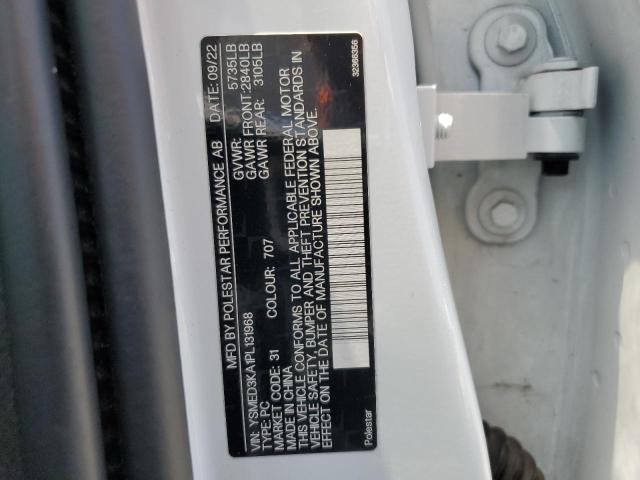 MFD BY POLESTAR PERFORMANCE AB DATE: 09/22
GVWR: 5735LB
GAWR FRONT: 2840LB
GAWR REAR: 3105LB
VIN: YSMED3KA1PL131968
TYPE: PC
MARKET CODE: 31 COLOUR: 707
MADE IN CHINA
THIS VEHICLE CONFORMS TO ALL APPLICABLE FEDERAL MOTOR
VEHICLE SAFETY, BUMPER AND THEFT PREVENTION STANDARDS IN
EFFECT ON THE DATE OF MANUFACTURE SHOWN ABOVE.
Polestar
32366356